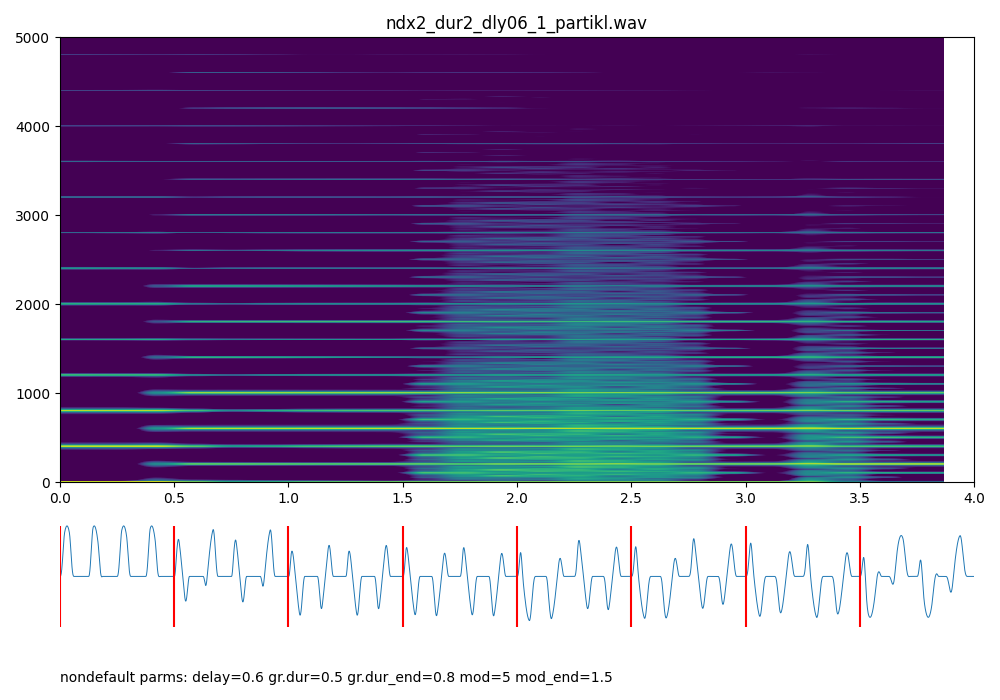 ndx2_dur2_dly06_1_partikl.wav
5000
4000
3000
2000
1000
0
0.0 0.5 1.0 1.5 2.0 2.5 3.0 3.5 4.0
nondefault parms: delay=0.6 gr.dur=0.5 gr.dur_end=0.8 mod=5 mod_end=1.5